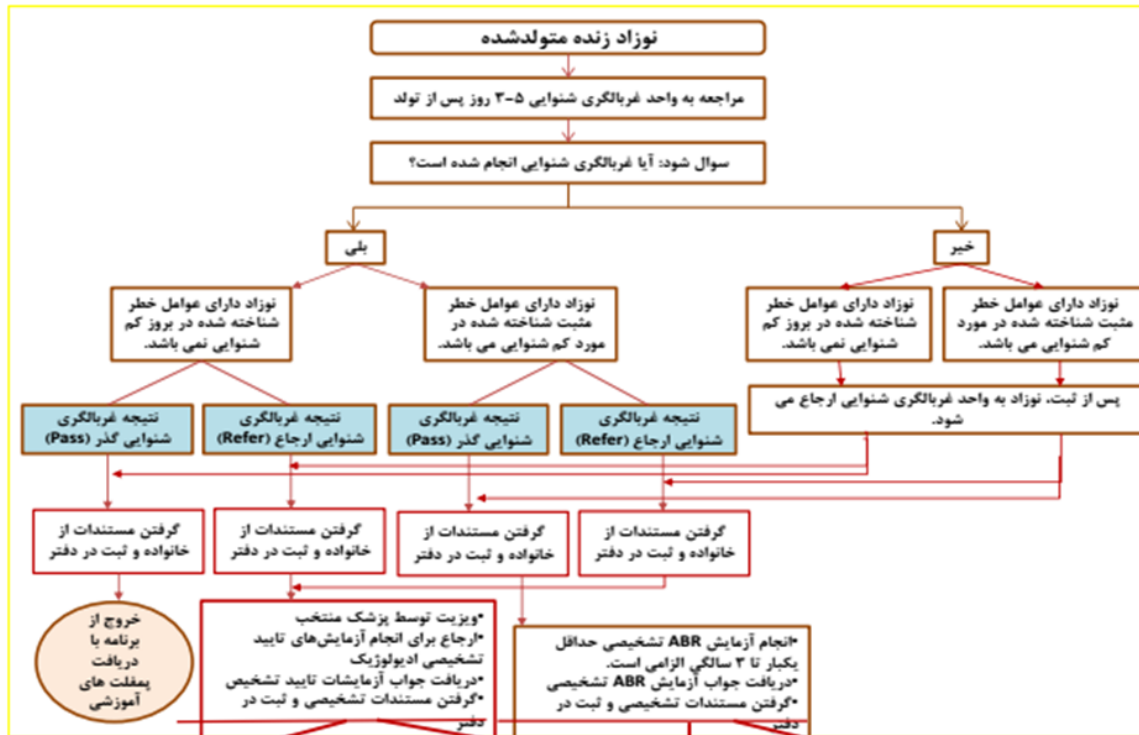 نوزاد زنده متولدشده
مراجعه به واحد غربالگری شنوایی ۵-۳ روز پس از تولد
سوال شود: آیا غربالگری شنوایی انجام شده است؟
خیر
بلی
نوزاد دارای عوامل خطر
مثبت شناخته شده در مورد
کم شنوایی می باشد.
نوزاد دارای عوامل خطر
شناخته شده در بروز کم
شنوایی نمی باشد.
نوزاد دارای عوامل خطر
مثبت شناخته شده در
مورد کم شنوایی می باشد.
نوزاد دارای عوامل خطر
شناخته شده در بروز کم
شنوایی نمی باشد.
پس از ثبت، نوزاد به واحد غربالگری شنوایی ارجاع می
شود.
نتیجه غربالگری
شنوایی ارجاع (Refer)
نتیجه غربالگری
شنوایی گذر (Pass)
نتیجه غربالگری
شنوایی ارجاع (Refer)
نتیجه غربالگری
شنوایی گذر (Pass)
گرفتن مستندات از
خانواده و ثبت در دفتر
گرفتن مستندات از
خانواده و ثبت در دفتر
گرفتن مستندات از
خانواده و ثبت در دفتر
گرفتن مستندات از
خانواده و ثبت در دفتر
•انجام آزمایش ABR تشخیصی حداقل
یکبار تا ۳ سالگی الزامی است.
•دریافت جواب آزمایش ABR تشخیصی
•گرفتن مستندات تشخیصی و ثبت در
دفتر
•ویزیت توسط پزشک منتخب
•ارجاع برای انجام آزمایش‌های تایید
تشخیصی ادیولوژیک
•دریافت جواب آزمایشات تایید تشخیص
•گرفتن مستندات تشخیصی و ثبت در
دفتر
خروج از
برنامه با
دریافت
پمفلت های
آموزشی